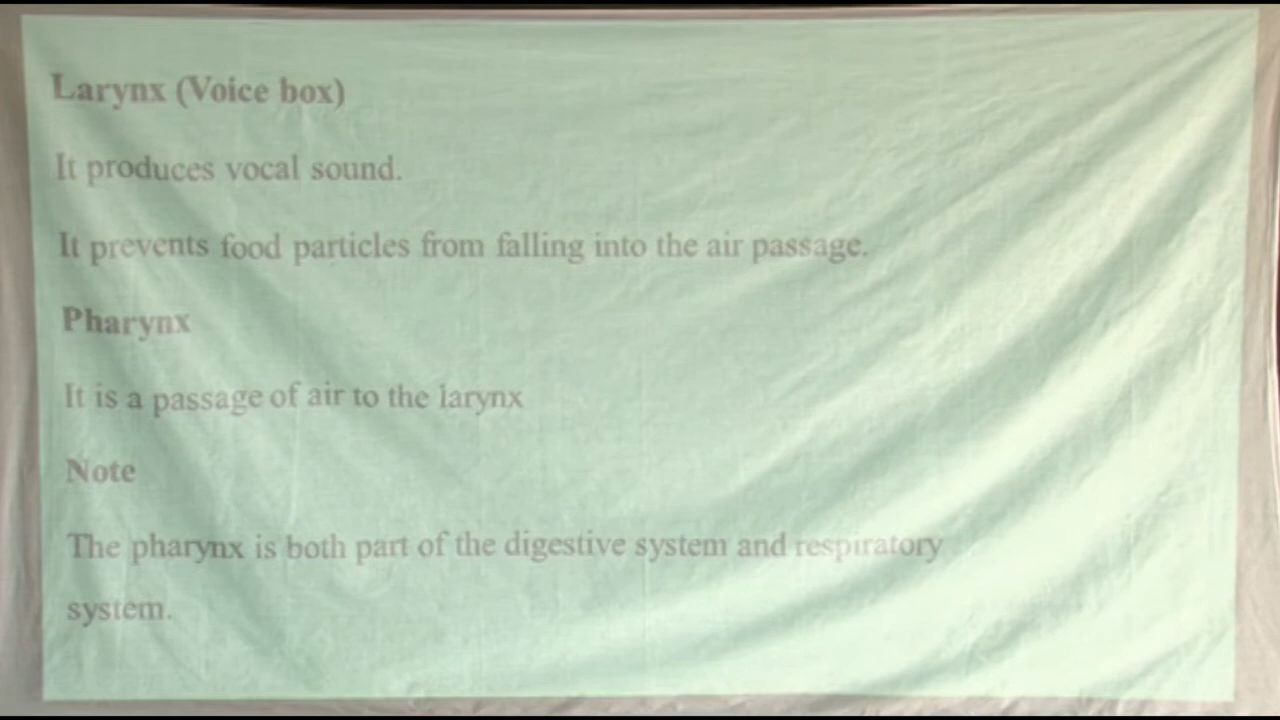 Larynx (Voice box)
It produces vocal sound.
It prevents food particles from falling into the air passage.
Pharynx
It is a passage of air to the larynx
Note
The pharynx is both part of the digestive system and respiratory
system.